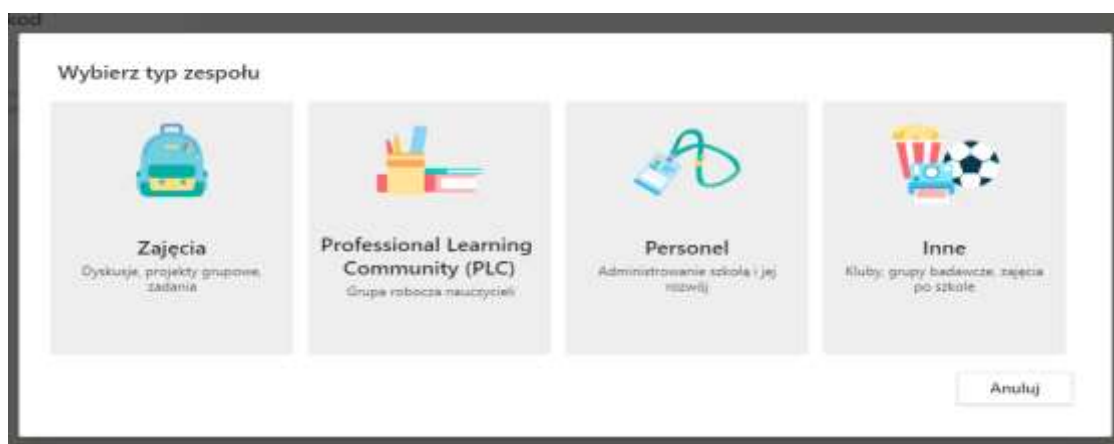 kod
Wybierz typ zespołu
Zajęcia
Dyskusje, projekty grupowe,
zadania
Professional Learning
Community (PLC)
Grupa robocza nauczycieli
Personel
Administrowanie szkołą i jej
rozwój
Inne
Kluby, grupy badawcze, zajęcia
po szkole
Anuluj